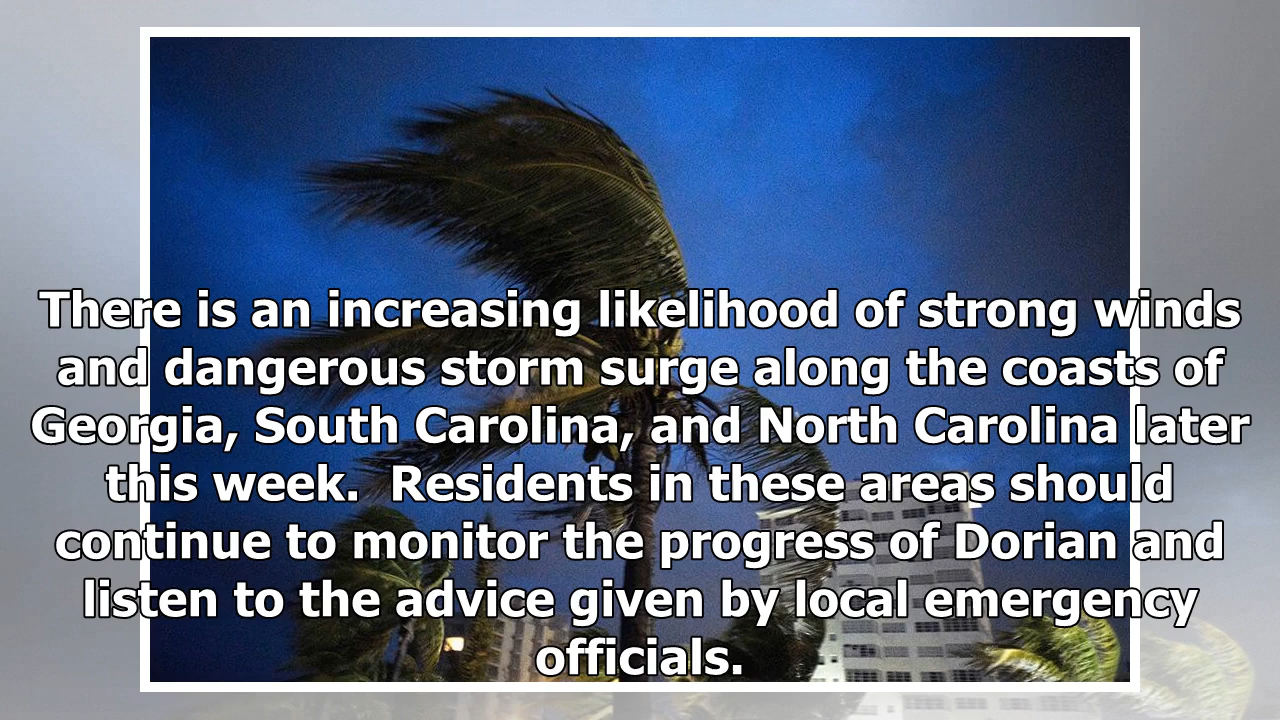 There is an increasing likelihood of strong winds
and dangerous storm surge along the coasts of
Georgia, South Carolina, and North Carolina later
this week.  Residents in these areas should
continue to monitor the progress of Dorian and
listen to the advice given by local emergency
officials.